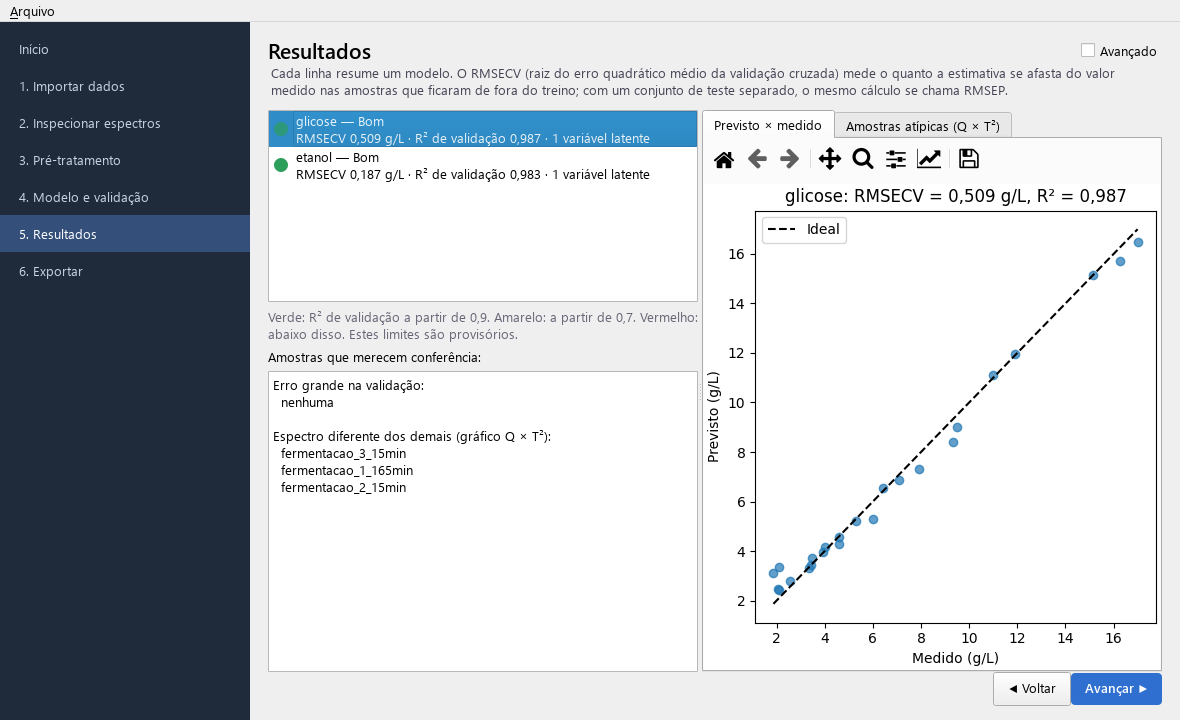 Arquivo
Início
1. Importar dados
2. Inspecionar espectros
3. Pré-tratamento
4. Modelo e validação
5. Resultados
6. Exportar
Resultados
Avançado
Cada linha resume um modelo. O RMSECV (raiz do erro quadrático médio da validação cruzada) mede o quanto a estimativa se afasta do valor
medido nas amostras que ficaram de fora do treino; com um conjunto de teste separado, o mesmo cálculo se chama RMSEP.
glicose — Bom
RMSECV 0,509 g/L · R² de validação 0,987 · 1 variável latente
etanol — Bom
RMSECV 0,187 g/L · R² de validação 0,983 · 1 variável latente
Verde: R² de validação a partir de 0,9. Amarelo: a partir de 0,7. Vermelho:
abaixo disso. Estes limites são provisórios.
Amostras que merecem conferência:
Erro grande na validação:
nenhuma
Espectro diferente dos demais (gráfico Q × T²):
fermentacao_3_15min
fermentacao_1_165min
fermentacao_2_15min
Previsto × medido
Amostras atípicas (Q × T²)
glicose: RMSECV = 0,509 g/L, R² = 0,987
Ideal
Previsto (g/L)
16
14
12
10
8
6
4
2
2 4 6 8 10 12 14 16
Medido (g/L)
◄ Voltar
Avançar ►